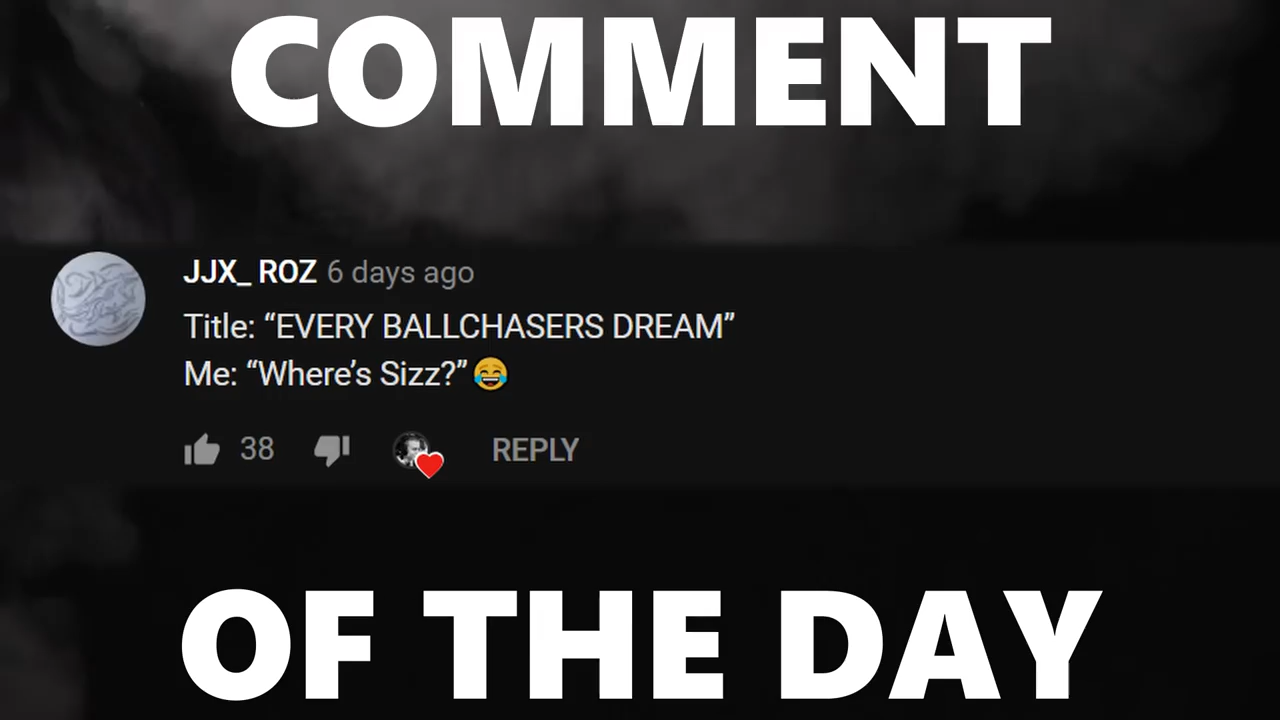 COMMENT
JJX_ ROZ 6 days ago
Title: “EVERY BALLCHASERS DREAM”
Me: “Where’s Sizz?”😂
38 REPLY
OF THE DAY